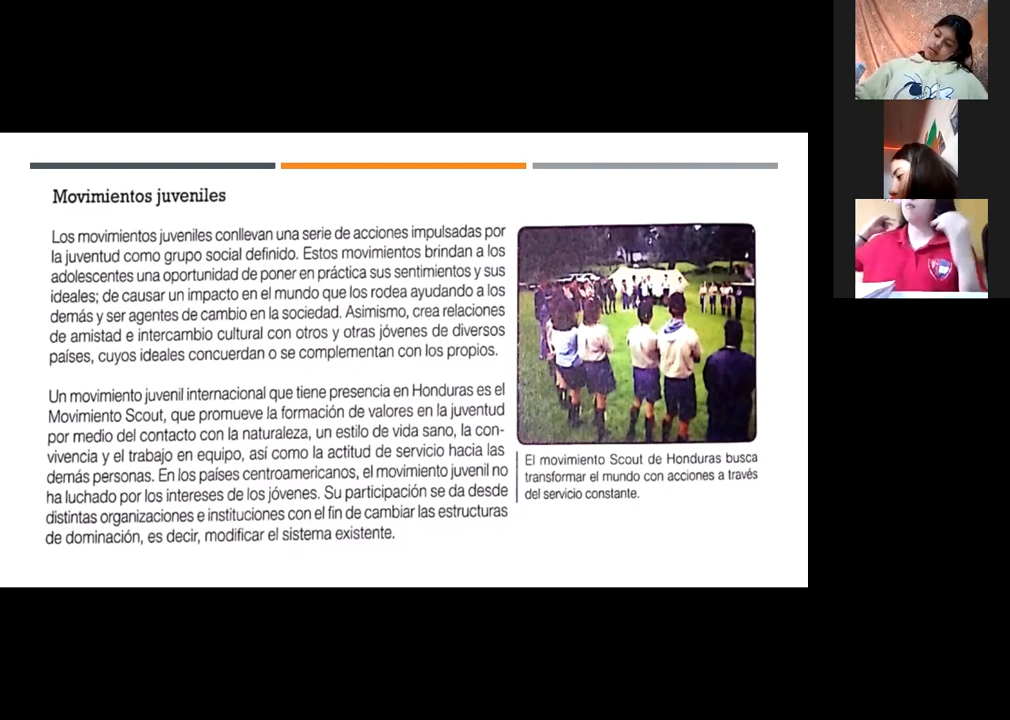 Movimientos juveniles
Los movimientos juveniles conllevan una serie de acciones impulsadas por
la juventud como grupo social definido. Estos movimientos brindan a los
adolescentes una oportunidad de poner en práctica sus sentimientos y sus
ideales; de causar un impacto en el mundo que los rodea ayudando a los
demás y ser agentes de cambio en la sociedad. Asimismo, crea relaciones
de amistad e intercambio cultural con otros y otras jóvenes de diversos
países, cuyos ideales concuerdan o se complementan con los propios.
Un movimiento juvenil internacional que tiene presencia en Honduras es el
Movimiento Scout, que promueve la formación de valores en la juventud
por medio del contacto con la naturaleza, un estilo de vida sano, la con-
vivencia y el trabajo en equipo, así como la actitud de servicio hacia las
demás personas. En los países centroamericanos, el movimiento juvenil no
ha luchado por los intereses de los jóvenes. Su participación se da desde
distintas organizaciones e instituciones con el fin de cambiar las estructuras
de dominación, es decir, modificar el sistema existente.
El movimiento Scout de Honduras busca
transformar el mundo con acciones a través
del servicio constante.